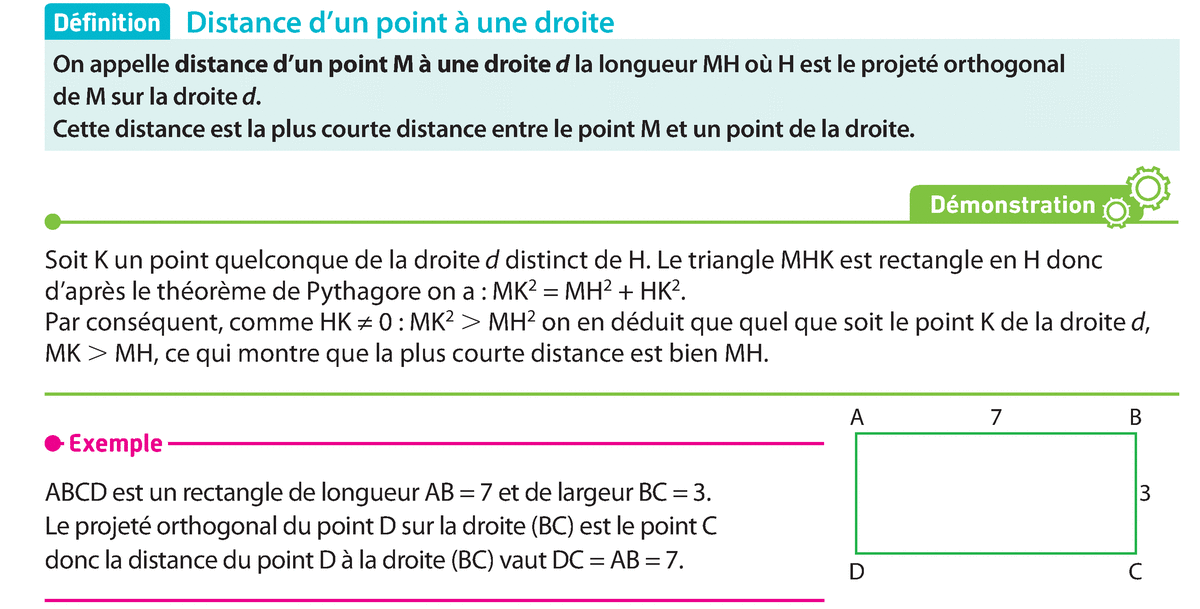 Définition Distance d'un point à une droite
On appelle distance d'un point M à une droite d la longueur MH où H est le projeté orthogonal
de M sur la droite d.
Cette distance est la plus courte distance entre le point M et un point de la droite.
Démonstration
Soit K un point quelconque de la droite d distinct de H. Le triangle MHK est rectangle en H donc
d'après le théorème de Pythagore on a : MK² = MH² + HK².
Par conséquent, comme HK ≠ 0 : MK² > MH² on en déduit que quel que soit le point K de la droite d,
MK > MH, ce qui montre que la plus courte distance est bien MH.
Exemple
ABCD est un rectangle de longueur AB = 7 et de largeur BC = 3.
Le projeté orthogonal du point D sur la droite (BC) est le point C
donc la distance du point D à la droite (BC) vaut DC = AB = 7.
A 7 B
3
D C